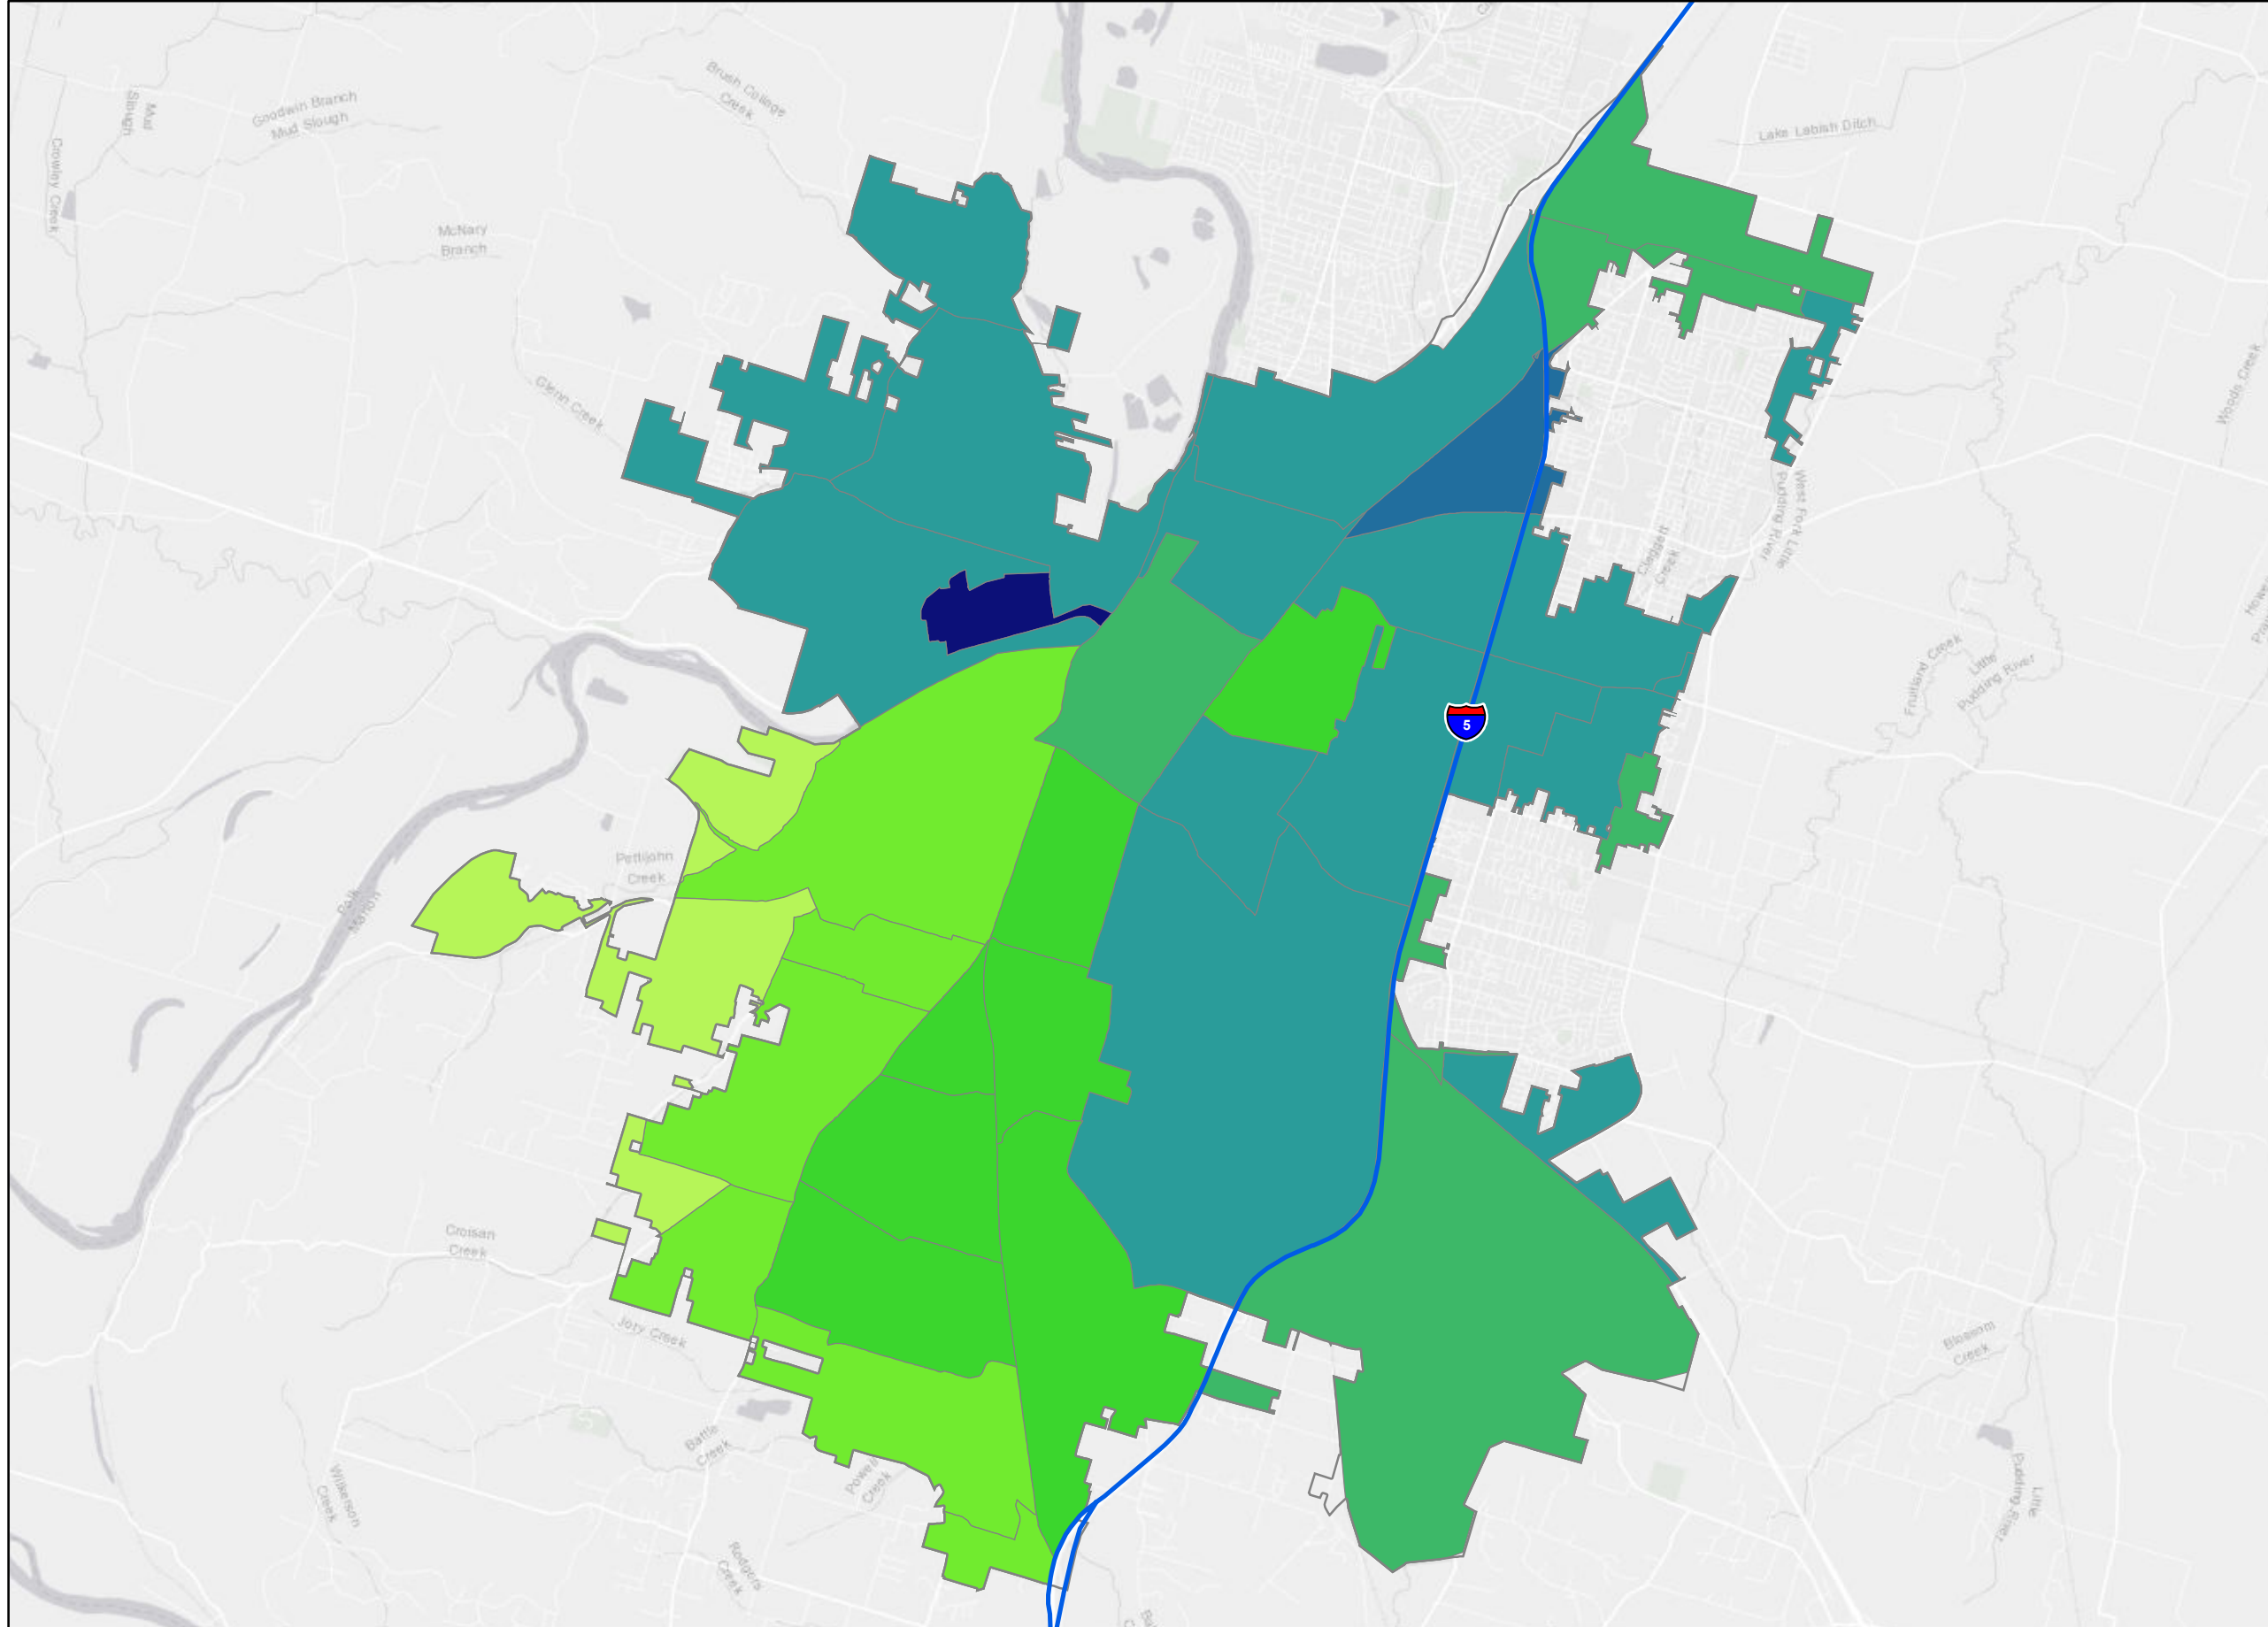 Brush College
Creek
Goodwin Branch
Mud Slough
Mud
Slough
Crowley Creek
Lake Labish Ditch
McNary
Branch
Glenn Creek
Woods Creek
West Fork Little
Pudding River
Claggett
Creek
Fruitland Creek
Little
Pudding River
5
Pettijohn
Creek
Polk
Marion
Croisan
Creek
Jory Creek
Battle
Creek
Powell
Creek
Blossom
Creek
Wilkerson
Creek
Rodgers
Creek
Little
Pudding River